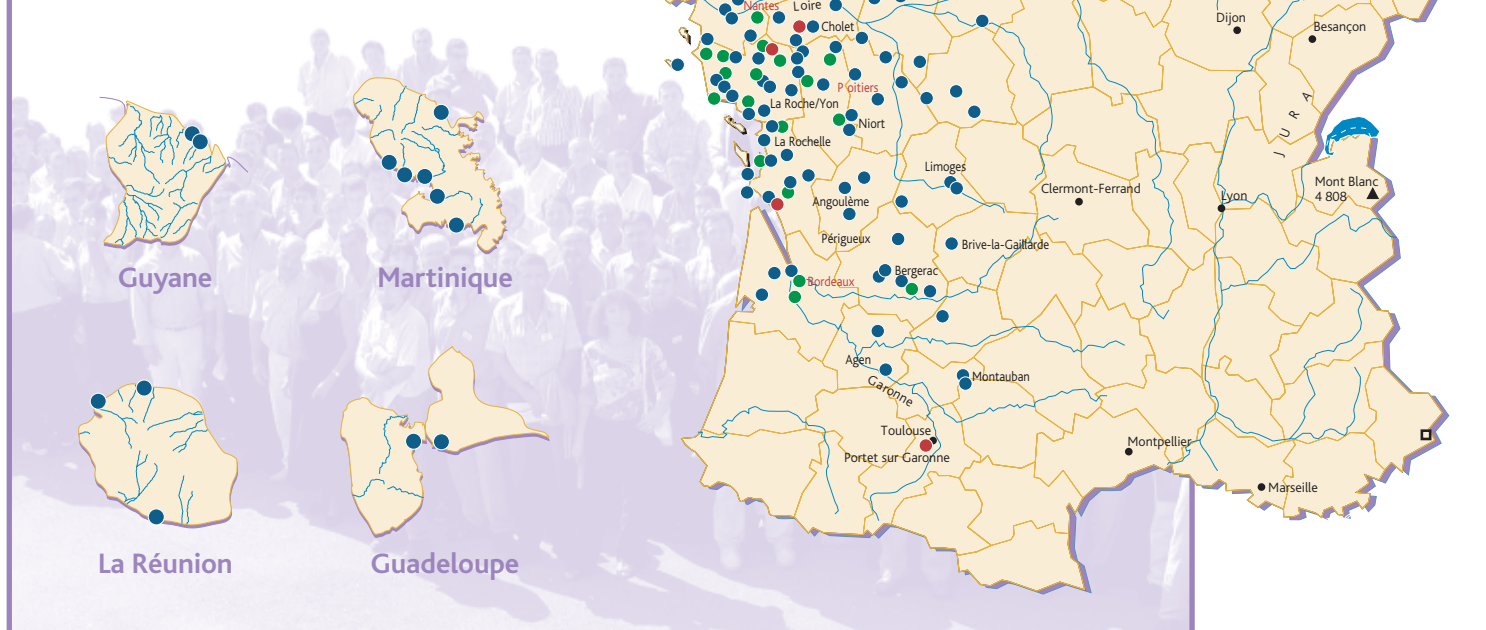 Nantes
Loire
Cholet
Dijon
Besançon
Poitiers
La Roche/Yon
Niort
La Rochelle
JURA
Limoges
Clermont-Ferrand
Lyon
Mont Blanc
4 808
Angoulême
Périgueux
Brive-la-Gaillarde
Bergerac
Bordeaux
Guyane
Martinique
Agen
Garonne
Montauban
Toulouse
Portet sur Garonne
Montpellier
Marseille
La Réunion
Guadeloupe